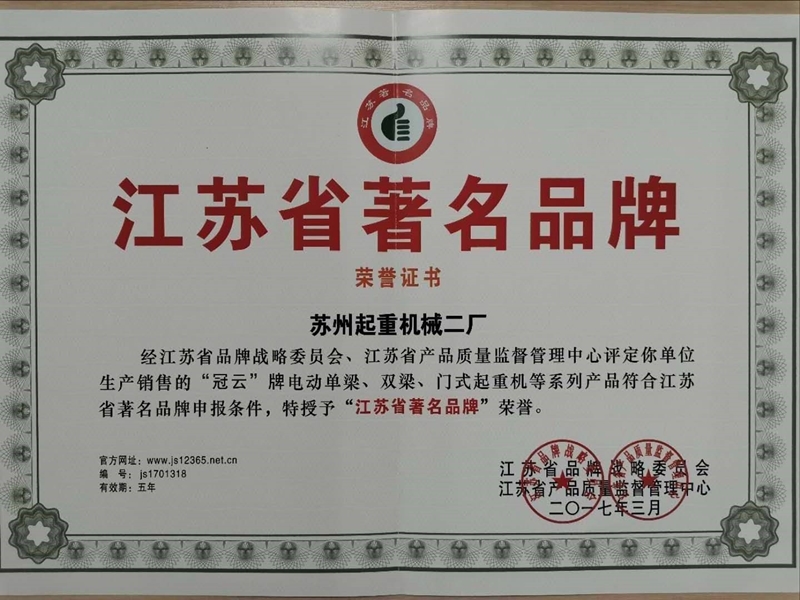 江苏著名品牌
江苏省著名品牌
荣誉证书
苏州起重机械二厂
经江苏省品牌战略委员会、江苏省产品质量监督管理中心评定你单位
生产销售的“冠云”牌电动单梁、双梁、门式起重机等系列产品符合江苏
省著名品牌申报条件，特授予“江苏省著名品牌”荣誉。
官方网址：www.js12365.net.cn
编 号：js1701318
有效期：五年
江苏省品牌战略委员会
江苏省产品质量监督管理中心
二〇一七年三月